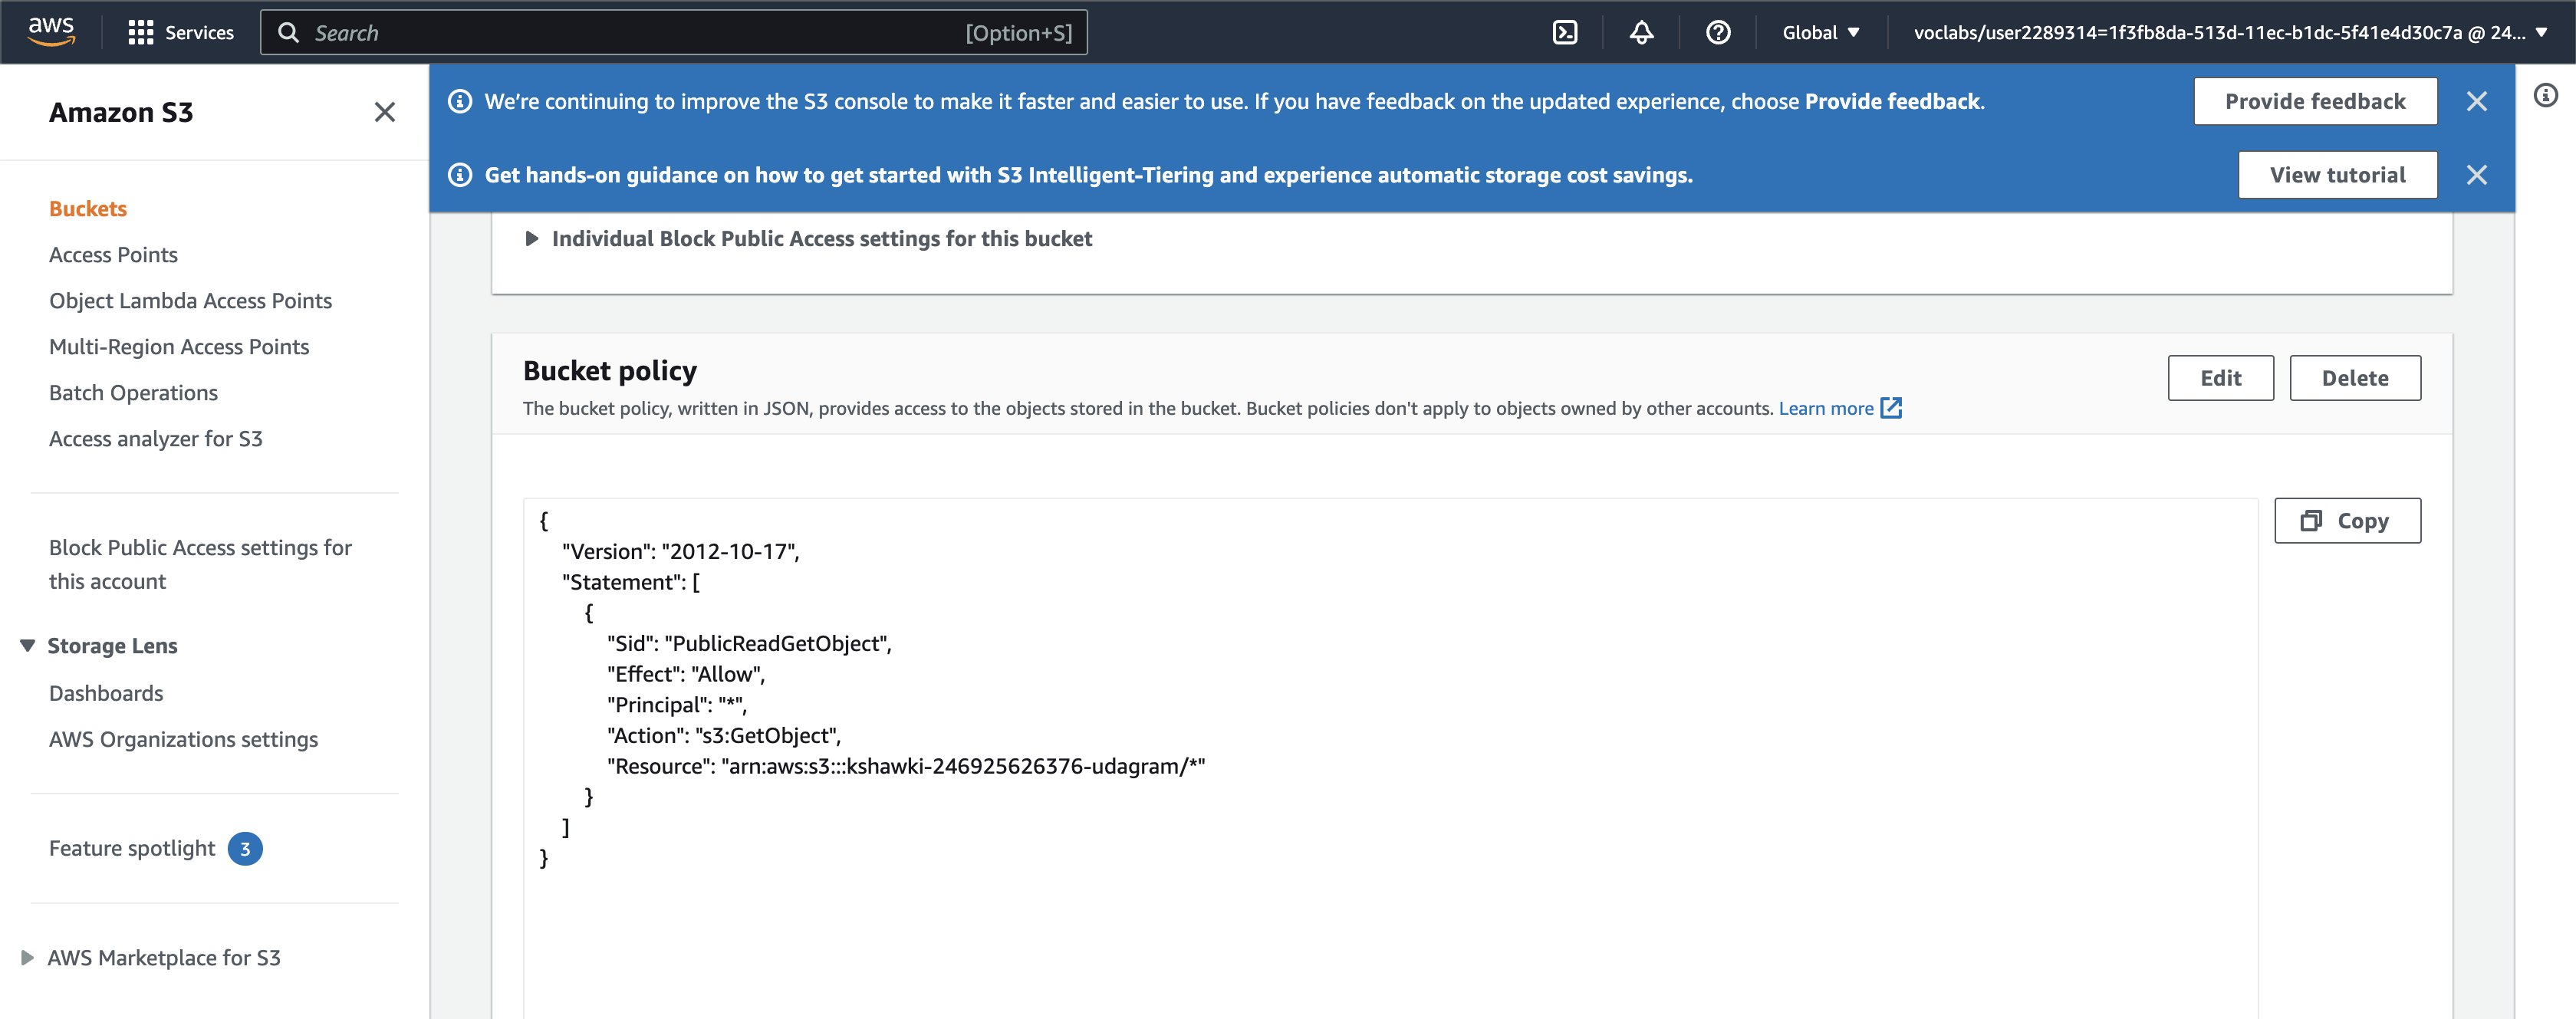 aws
Services
Search
[Option+S]
Global
voclabs/user2289314=1f3fb8da-513d-11ec-b1dc-5f41e4d30c7a @ 24...
Amazon S3
Buckets
Access Points
Object Lambda Access Points
Multi-Region Access Points
Batch Operations
Access analyzer for S3
Block Public Access settings for
this account
Storage Lens
Dashboards
AWS Organizations settings
Feature spotlight 3
AWS Marketplace for S3
We're continuing to improve the S3 console to make it faster and easier to use. If you have feedback on the updated experience, choose Provide feedback.
Provide feedback
Get hands-on guidance on how to get started with S3 Intelligent-Tiering and experience automatic storage cost savings.
View tutorial
Individual Block Public Access settings for this bucket
Bucket policy
Edit
Delete
The bucket policy, written in JSON, provides access to the objects stored in the bucket. Bucket policies don't apply to objects owned by other accounts. Learn more
Copy
{
    "Version": "2012-10-17",
    "Statement": [
        {
            "Sid": "PublicReadGetObject",
            "Effect": "Allow",
            "Principal": "*",
            "Action": "s3:GetObject",
            "Resource": "arn:aws:s3:::kshawki-246925626376-udagram/*"
        }
    ]
}